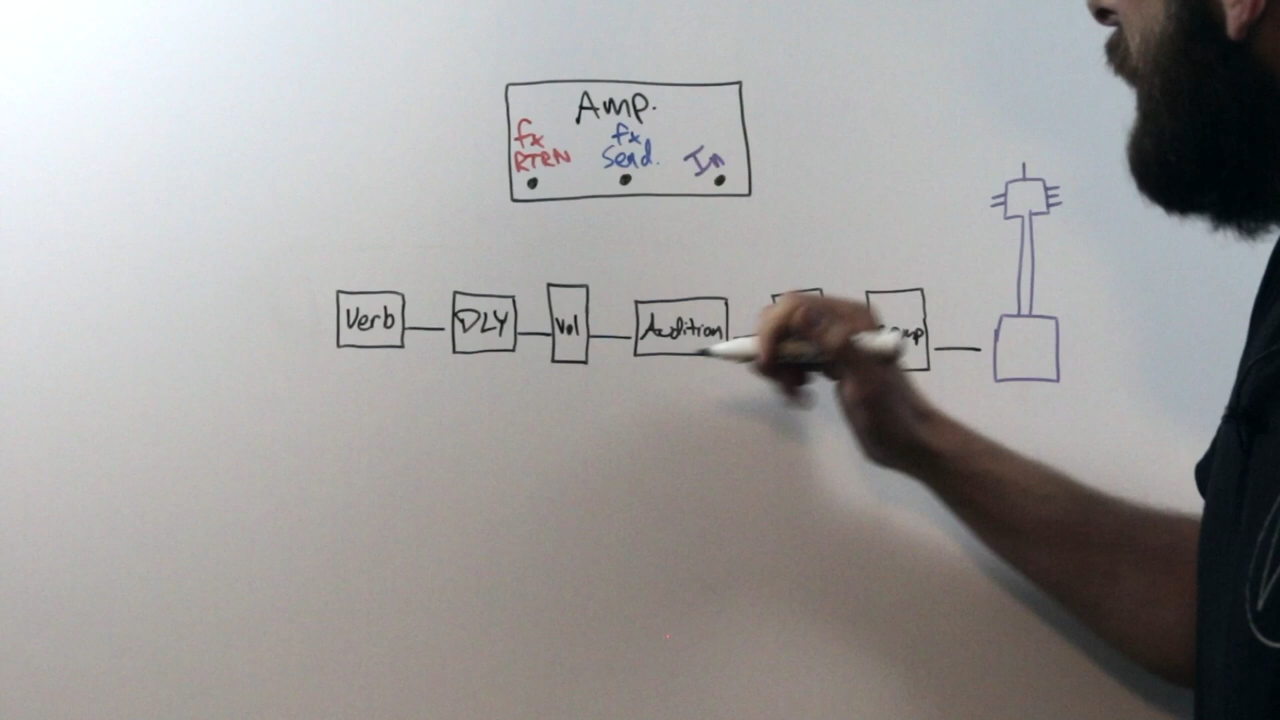 Amp.
fx
RTRN
fx
Send.
In
Verb
DLY
Vol
Audition